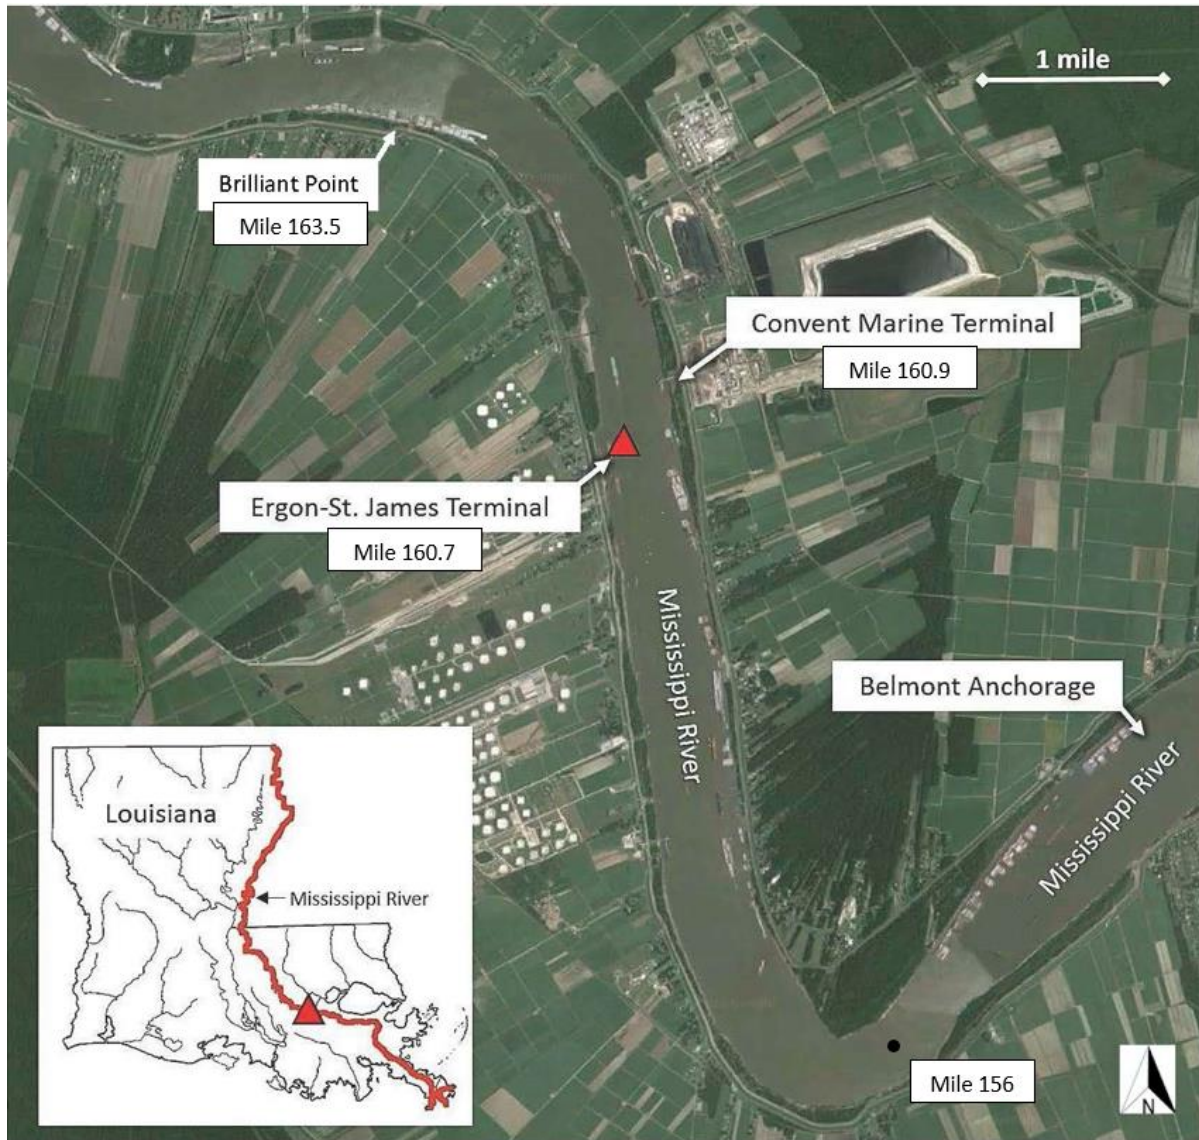 1 mile
Brilliant Point
Mile 163.5
Convent Marine Terminal
Mile 160.9
Ergon-St. James Terminal
Mile 160.7
Mississippi River
Belmont Anchorage
Mississippi River
Louisiana
Mississippi River
Mile 156
N